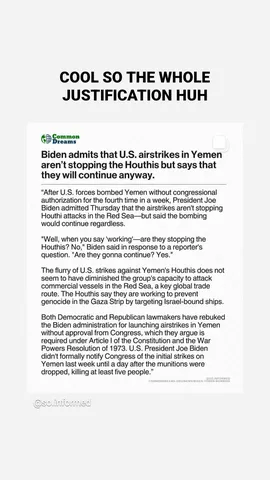 COOL SO THE WHOLE
JUSTIFICATION HUH
Common
Dreams
Biden admits that U.S. airstrikes in Yemen
aren't stopping the Houthis but says that
they will continue anyway.
"After U.S. forces bombed Yemen without congressional
authorization for the fourth time in a week, President Joe
Biden admitted Thursday that the airstrikes aren't stopping
Houthi attacks in the Red Sea—but said the bombing
would continue regardless.
"Well, when you say 'working'—are they stopping the
Houthis? No," Biden said in response to a reporter's
question. "Are they gonna continue? Yes."
The flurry of U.S. strikes against Yemen's Houthis does not
seem to have diminished the group's capacity to attack
commercial vessels in the Red Sea, a key global trade
route. The Houthis say they are working to prevent
genocide in the Gaza Strip by targeting Israel-bound ships.
Both Democratic and Republican lawmakers have rebuked
the Biden administration for launching airstrikes in Yemen
without approval from Congress, which they argue is
required under Article I of the Constitution and the War
Powers Resolution of 1973. U.S. President Joe Biden
didn't formally notify Congress of the initial strikes on
Yemen last week until a day after the munitions were
dropped, killing at least five people."
@so.informed